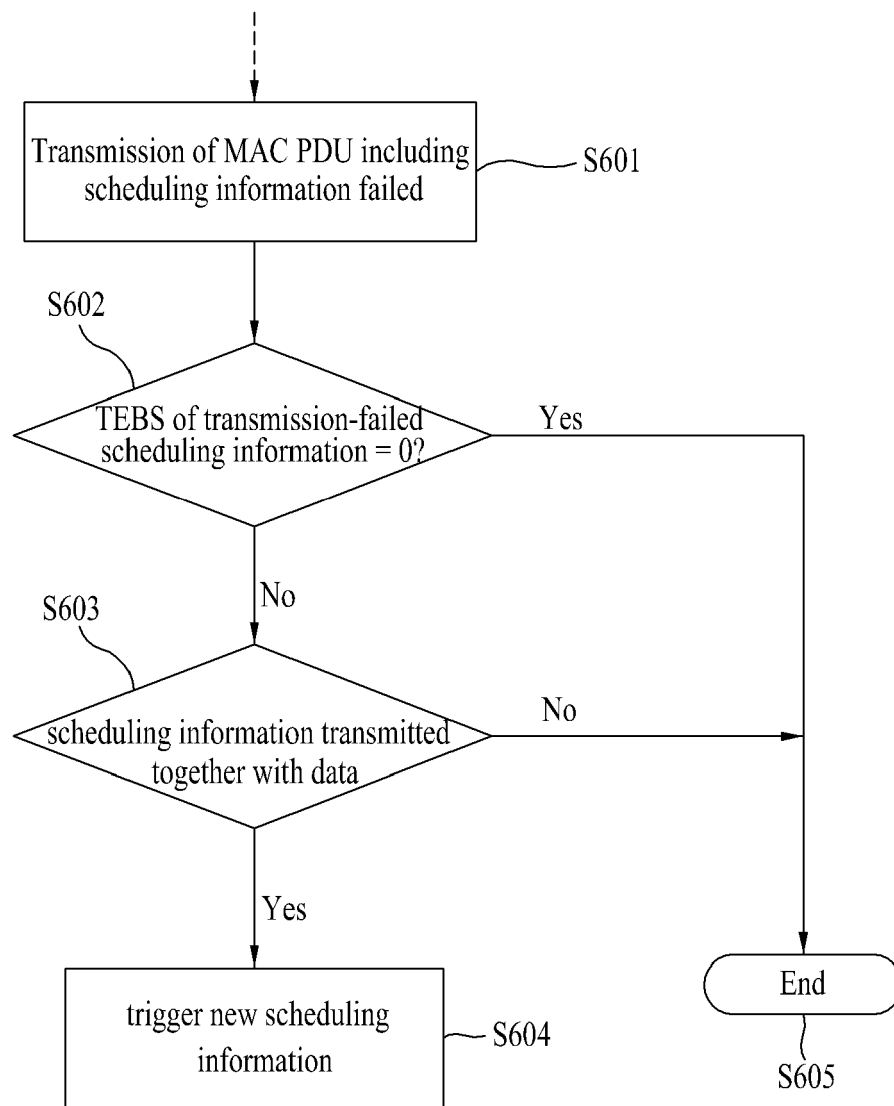 Transmission of MAC PDU including
scheduling information failed
S601
S602
TEBS of transmission-failed
scheduling information = 0?
Yes
No
S603
scheduling information transmitted
together with data
No
Yes
trigger new scheduling
information
S604
End
S605